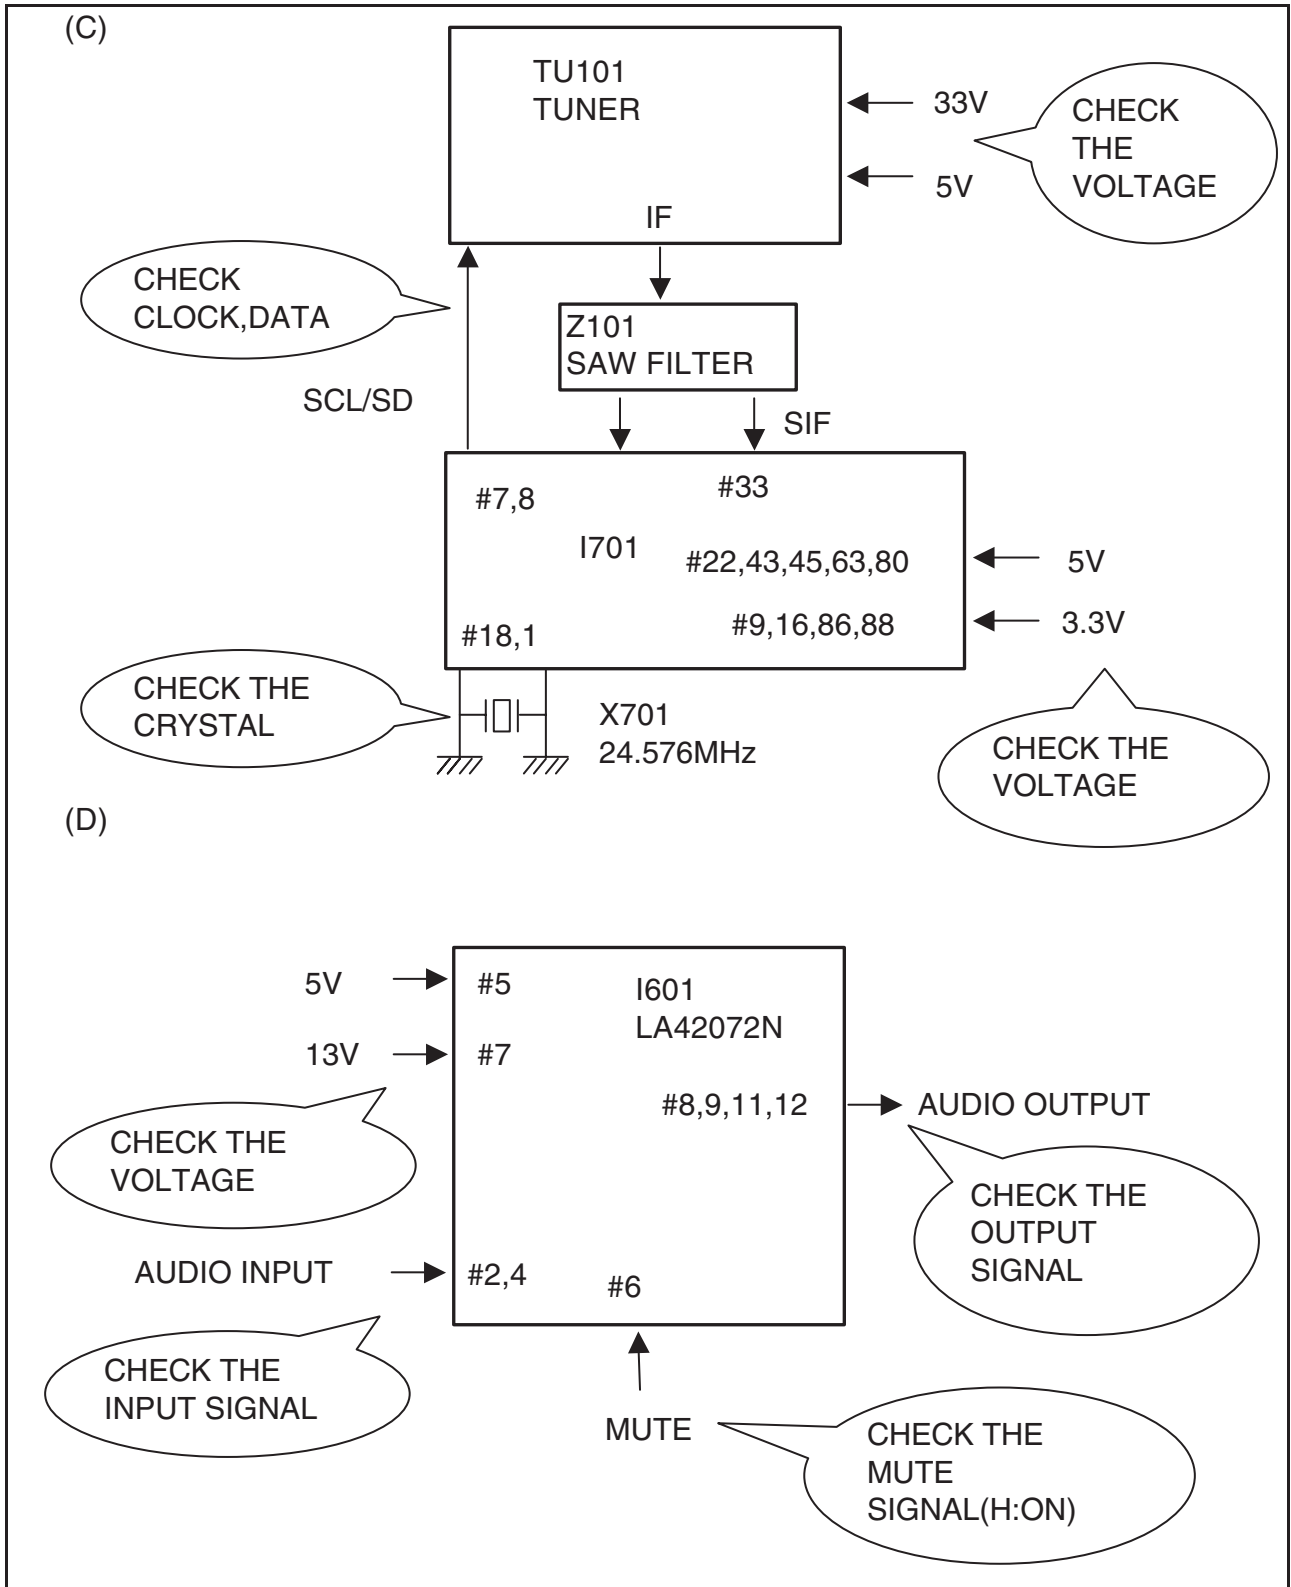 (C)
TU101
TUNER
33V
5V
CHECK
THE
VOLTAGE
IF
CHECK
CLOCK,DATA
Z101
SAW FILTER
SCL/SD
SIF
#7,8
#33
I701
#22,43,45,63,80
5V
#9,16,86,88
3.3V
#18,1
CHECK THE
CRYSTAL
X701
24.576MHz
CHECK THE
VOLTAGE
(D)
5V
#5
I601
LA42072N
13V
#7
#8,9,11,12
AUDIO OUTPUT
CHECK THE
VOLTAGE
CHECK THE
OUTPUT
SIGNAL
AUDIO INPUT
#2,4
#6
CHECK THE
INPUT SIGNAL
MUTE
CHECK THE
MUTE
SIGNAL(H:ON)